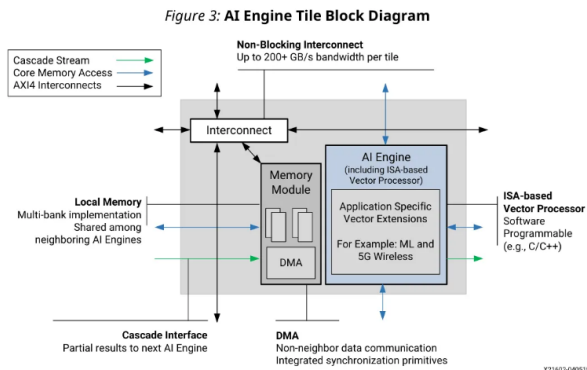 Figure 3: AI Engine Tile Block Diagram
Non-Blocking Interconnect
Up to 200+ GB/s bandwidth per tile
Cascade Stream
Core Memory Access
AXI4 Interconnects
Interconnect
AI Engine
(including ISA-based
Vector Processor)
Memory
Module
Application Specific
Vector Extensions
For Example: ML and
5G Wireless
DMA
Local Memory
Multi-bank implementation
Shared among
neighboring AI Engines
ISA-based
Vector Processor
Software
Programmable
(e.g., C/C++)
Cascade Interface
Partial results to next AI Engine
DMA
Non-neighbor data communication
Integrated synchronization primitives